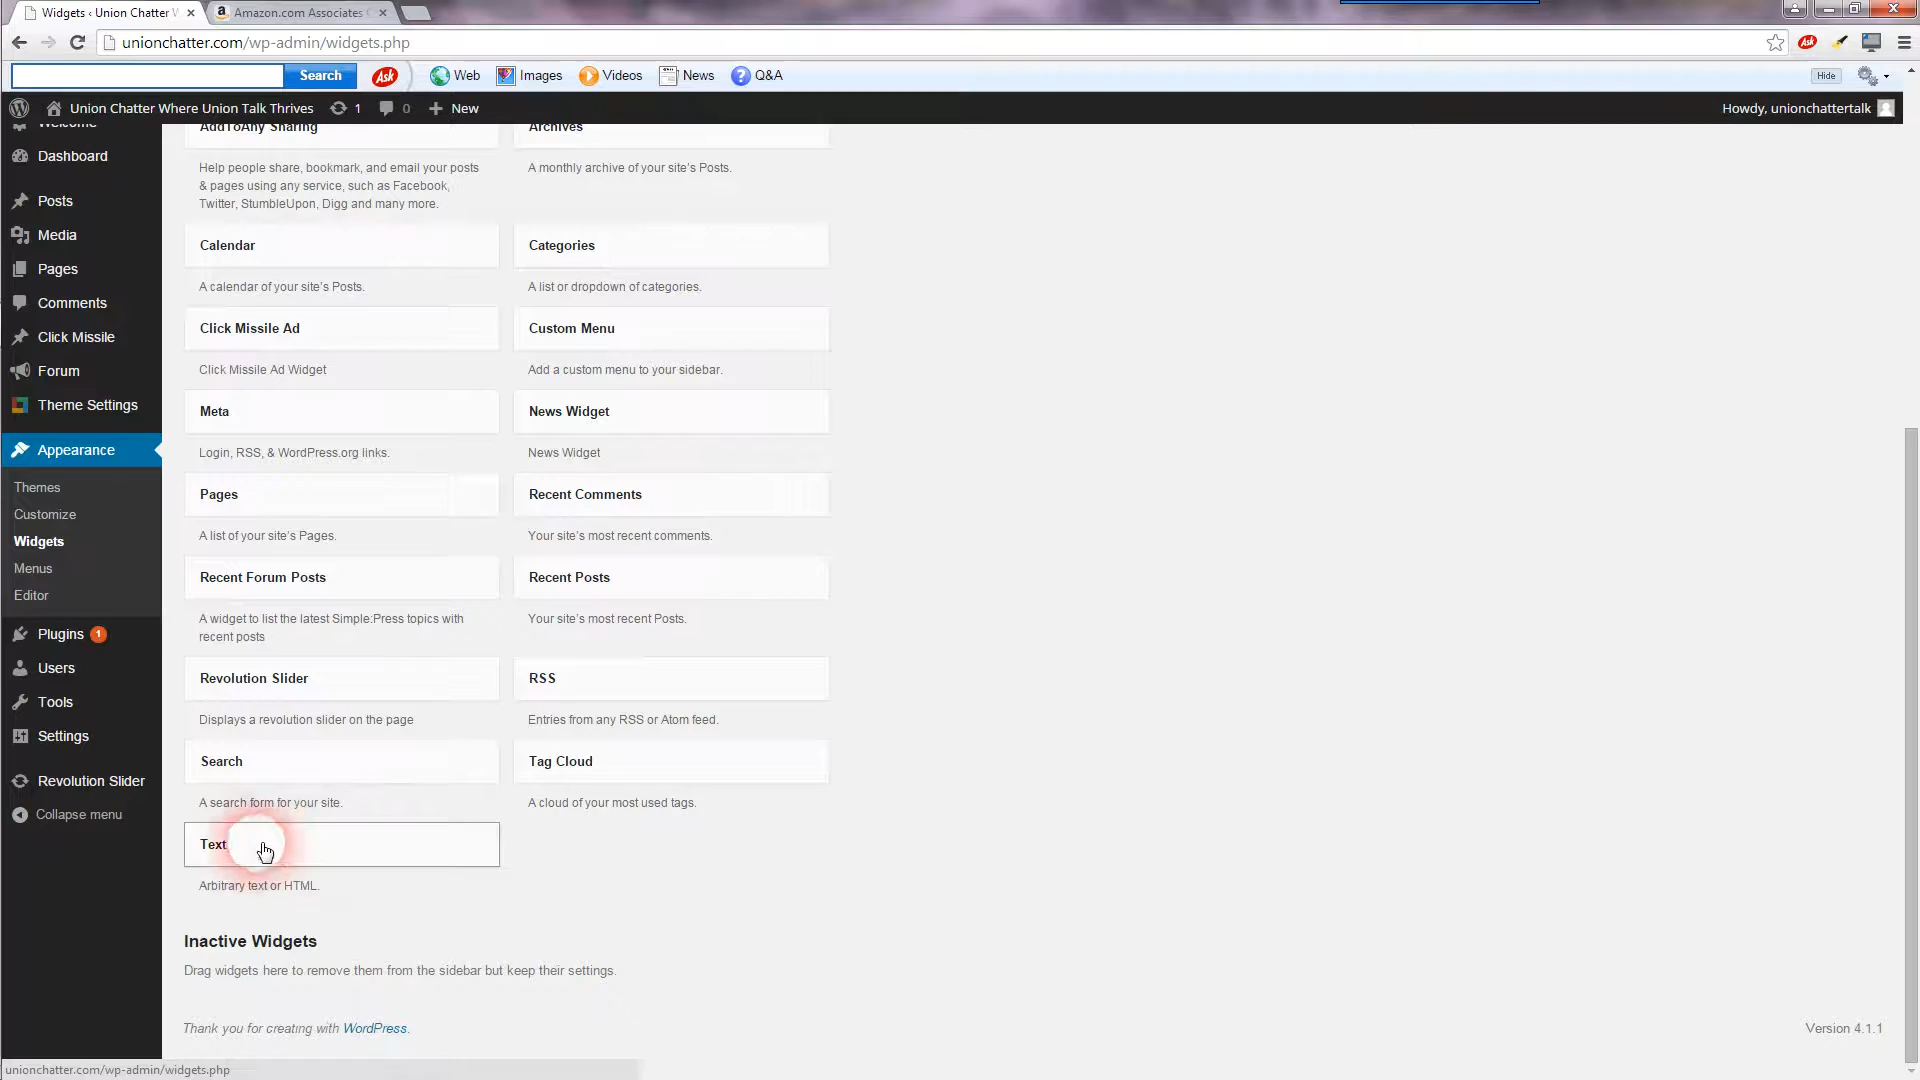 Widgets ‹ Union Chatter W
Amazon.com Associates C
unionchatter.com/wp-admin/widgets.php
Search
Ask
Web
Images
Videos
News
Q&A
Hide
Ask
Union Chatter Where Union Talk Thrives
1
0
New
Howdy, unionchattertalk
Welcome
Dashboard
Posts
Media
Pages
Comments
Click Missile
Forum
Theme Settings
Appearance
Themes
Customize
Widgets
Menus
Editor
Plugins 1
Users
Tools
Settings
Revolution Slider
Collapse menu
AddToAny Sharing
Help people share, bookmark, and email your posts
& pages using any service, such as Facebook,
Twitter, StumbleUpon, Digg and many more.
Archives
A monthly archive of your site's Posts.
Calendar
A calendar of your site's Posts.
Categories
A list or dropdown of categories.
Click Missile Ad
Click Missile Ad Widget
Custom Menu
Add a custom menu to your sidebar.
Meta
Login, RSS, & WordPress.org links.
News Widget
News Widget
Pages
A list of your site's Pages.
Recent Comments
Your site's most recent comments.
Recent Forum Posts
A widget to list the latest Simple:Press topics with
recent posts
Recent Posts
Your site's most recent Posts.
Revolution Slider
Displays a revolution slider on the page
RSS
Entries from any RSS or Atom feed.
Search
A search form for your site.
Tag Cloud
A cloud of your most used tags.
Text
Arbitrary text or HTML.
Inactive Widgets
Drag widgets here to remove them from the sidebar but keep their settings.
Thank you for creating with WordPress.
Version 4.1.1
unionchatter.com/wp-admin/widgets.php